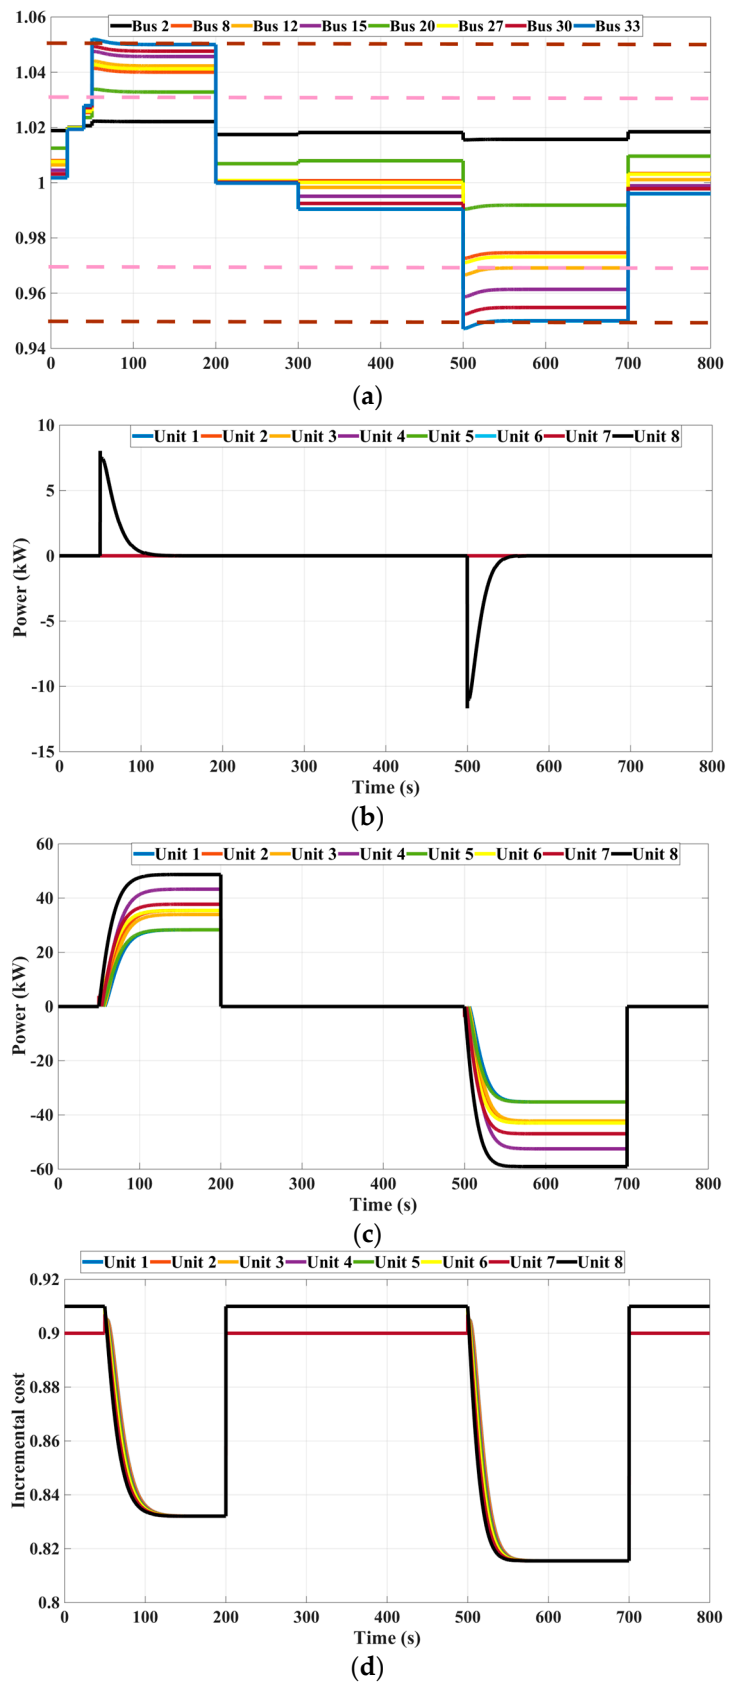 1.06
Bus 2 Bus 8 Bus 12 Bus 15 Bus 20 Bus 27 Bus 30 Bus 33
1.04
1.02
1
0.98
0.96
0.94
0 100 200 300 400 500 600 700 800
(a)
10
Unit 1 Unit 2 Unit 3 Unit 4 Unit 5 Unit 6 Unit 7 Unit 8
5
0
-5
-10
-15
Power (kW)
0 100 200 300 400 500 600 700 800
Time (s)
(b)
60
Unit 1 Unit 2 Unit 3 Unit 4 Unit 5 Unit 6 Unit 7 Unit 8
40
20
0
-20
-40
-60
Power (kW)
0 100 200 300 400 500 600 700 800
Time (s)
(c)
Unit 1 Unit 2 Unit 3 Unit 4 Unit 5 Unit 6 Unit 7 Unit 8
0.92
0.9
0.88
0.86
0.84
0.82
0.8
Incremental cost
0 100 200 300 400 500 600 700 800
Time (s)
(d)